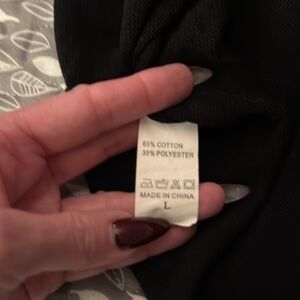 65% COTTON
35% POLYESTER
MADE IN CHINA
L